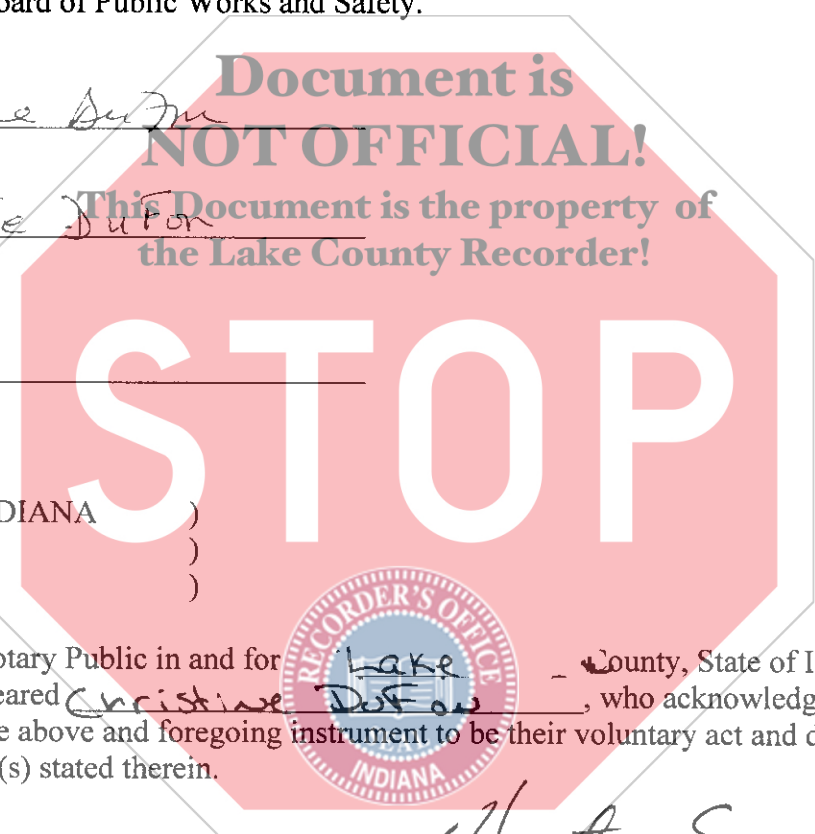 oard of Public Works and Safety.
Document is
NOT OFFICIAL!
This Document is the property of
the Lake County Recorder!
e DuFon
STOP
DIANA )
)
)
RECORDER'S OFFICE
otary Public in and for Lake County, State of I
eared Christine DuFon, who acknowledg
e above and foregoing instrument to be their voluntary act and d
(s) stated therein.
SEAL
INDIANA